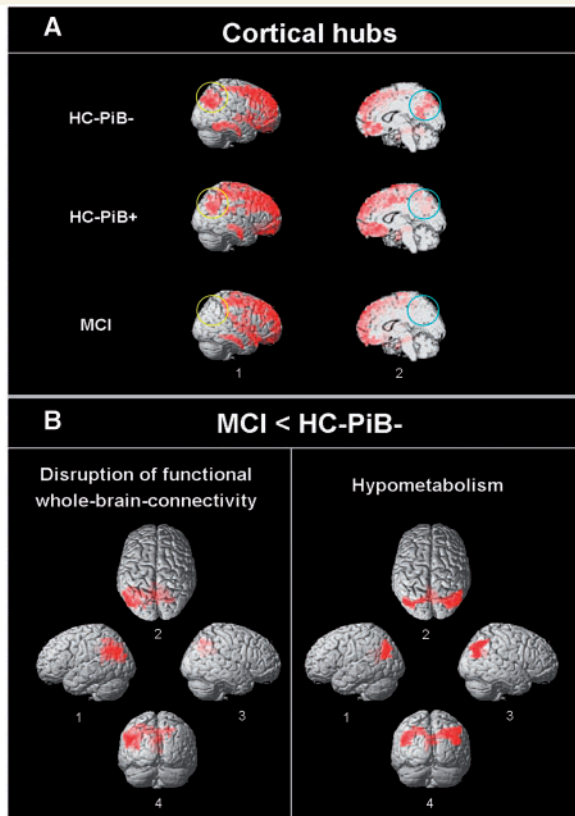 A
Cortical hubs
HC-PiB-
HC-PiB+
MCI
1 2
B
MCI < HC-PiB-
Disruption of functional
whole-brain-connectivity
2
1 3
4
Hypometabolism
2
1 3
4